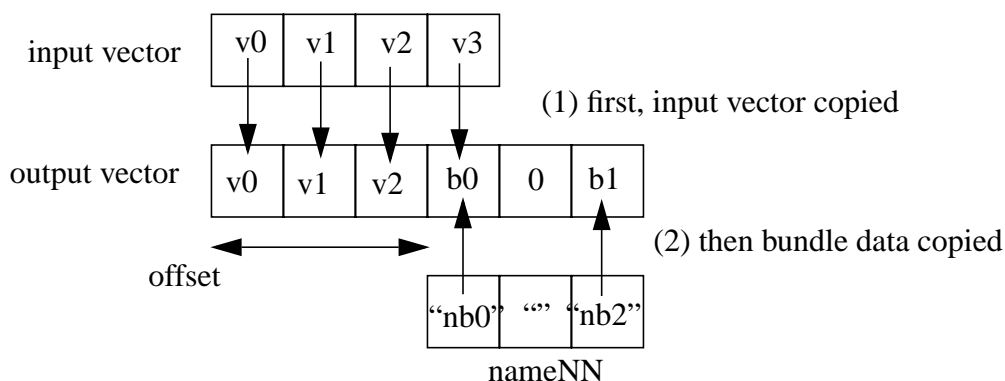 input vector
v0 v1 v2 v3
(1) first, input vector copied
output vector
v0 v1 v2 b0 0 b1
(2) then bundle data copied
offset
“nb0” “” “nb2”
nameNN